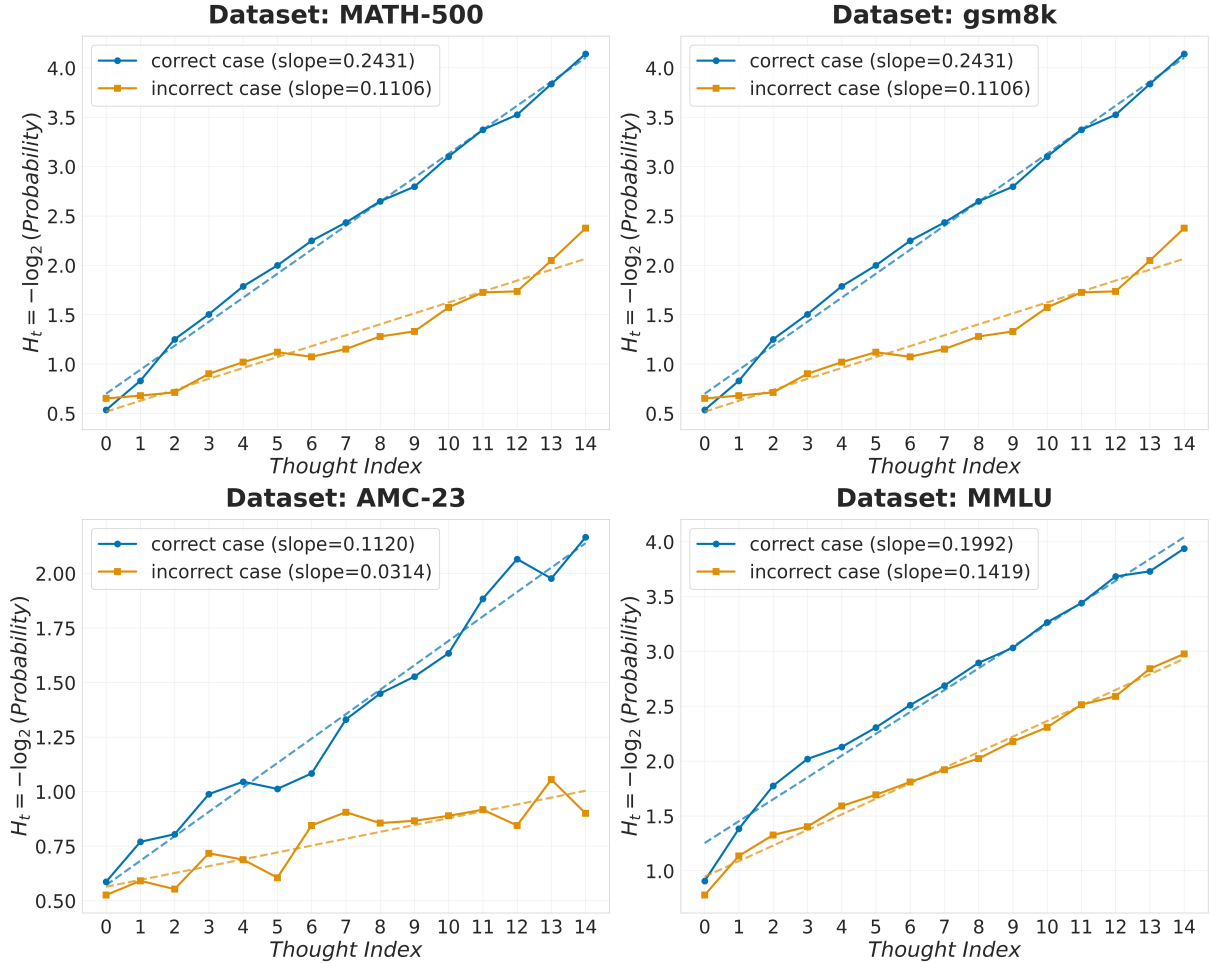 Dataset: MATH-500
correct case (slope=0.2431)
incorrect case (slope=0.1106)
4.0
3.5
3.0
2.5
2.0
1.5
1.0
0.5
H_t = −log_2 (Probability)
0 1 2 3 4 5 6 7 8 9 10 11 12 13 14
Thought Index
Dataset: gsm8k
correct case (slope=0.2431)
incorrect case (slope=0.1106)
4.0
3.5
3.0
2.5
2.0
1.5
1.0
0.5
H_t = −log_2 (Probability)
0 1 2 3 4 5 6 7 8 9 10 11 12 13 14
Thought Index
Dataset: AMC-23
correct case (slope=0.1120)
incorrect case (slope=0.0314)
2.00
1.75
1.50
1.25
1.00
0.75
0.50
H_t = −log_2 (Probability)
0 1 2 3 4 5 6 7 8 9 10 11 12 13 14
Thought Index
Dataset: MMLU
correct case (slope=0.1992)
incorrect case (slope=0.1419)
4.0
3.5
3.0
2.5
2.0
1.5
1.0
H_t = −log_2 (Probability)
0 1 2 3 4 5 6 7 8 9 10 11 12 13 14
Thought Index